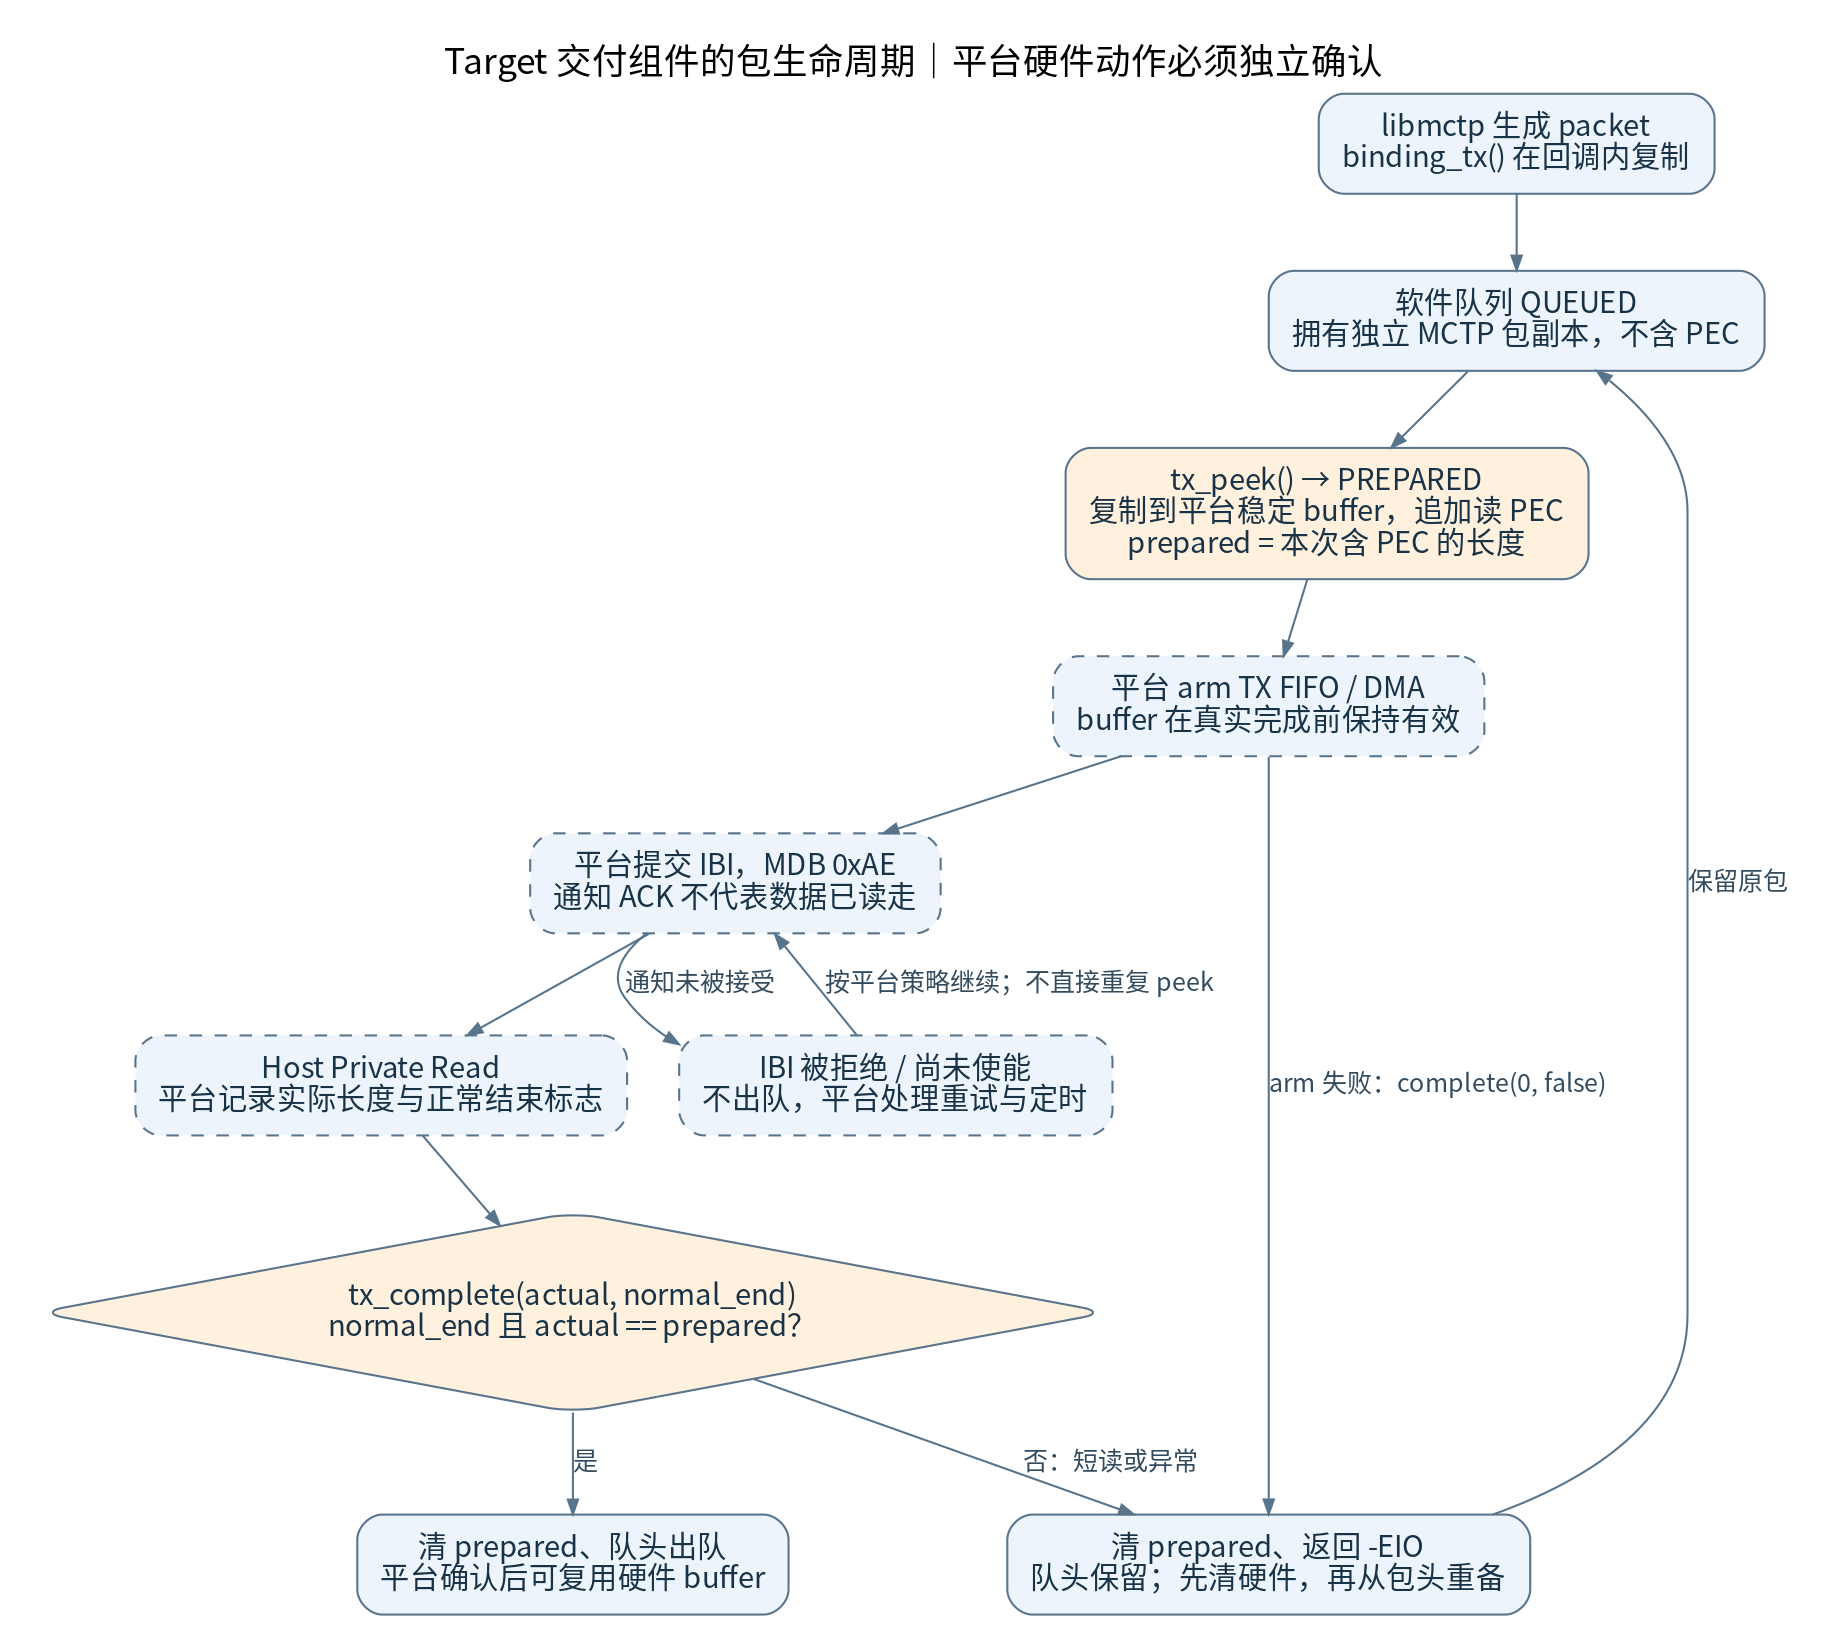 Target 交付组件的包生命周期｜平台硬件动作必须独立确认
libmctp 生成 packet
binding_tx() 在回调内复制
软件队列 QUEUED
拥有独立 MCTP 包副本，不含 PEC
tx_peek() → PREPARED
复制到平台稳定 buffer，追加读 PEC
prepared = 本次含 PEC 的长度
平台 arm TX FIFO / DMA
buffer 在真实完成前保持有效
平台提交 IBI，MDB 0xAE
通知 ACK 不代表数据已读走
保留原包
通知未被接受
按平台策略继续；不直接重复 peek
Host Private Read
平台记录实际长度与正常结束标志
IBI 被拒绝 / 尚未使能
不出队，平台处理重试与定时
arm 失败：complete(0, false)
tx_complete(actual, normal_end)
normal_end 且 actual == prepared?
是
否：短读或异常
清 prepared、队头出队
平台确认后可复用硬件 buffer
清 prepared、返回 -EIO
队头保留；先清硬件，再从包头重备